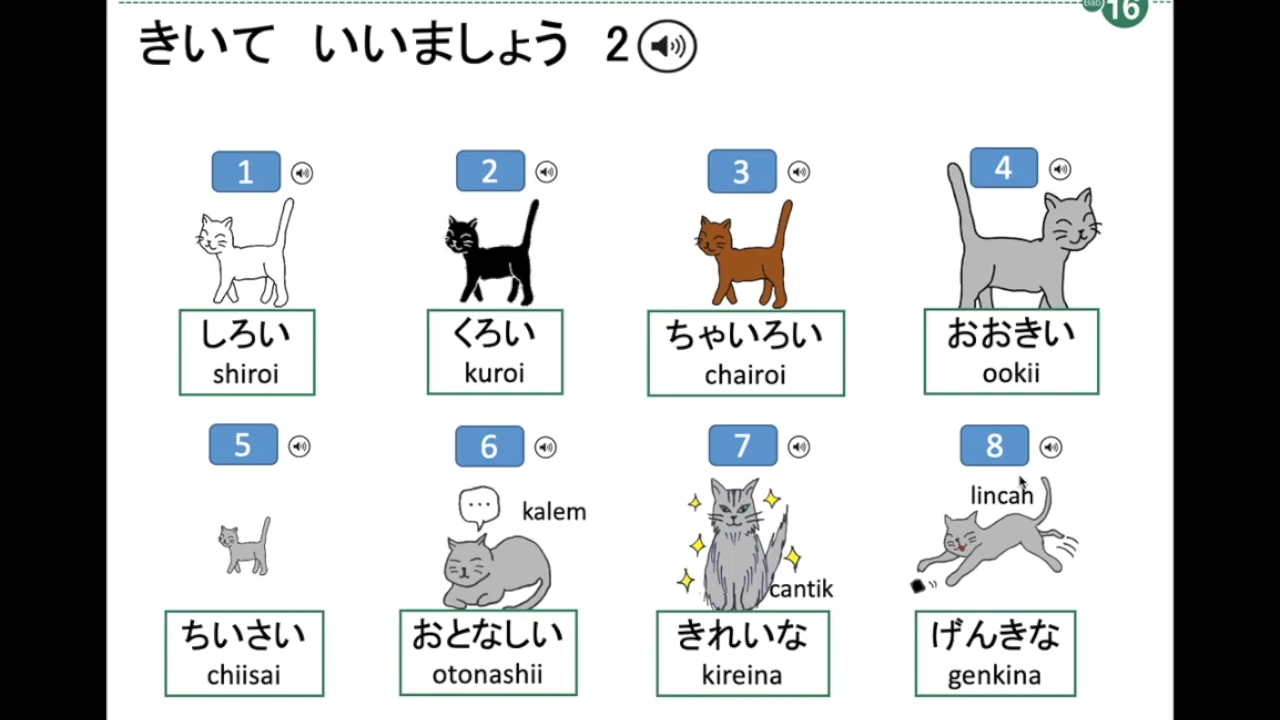 Bab 16
きいて いいましょう 2
1
2
3
4
しろい
shiroi
くろい
kuroi
ちゃいろい
chairoi
おおきい
ookii
5
6
7
8
kalem
cantik
lincah
ちいさい
chiisai
おとなしい
otonashii
きれいな
kireina
げんきな
genkina